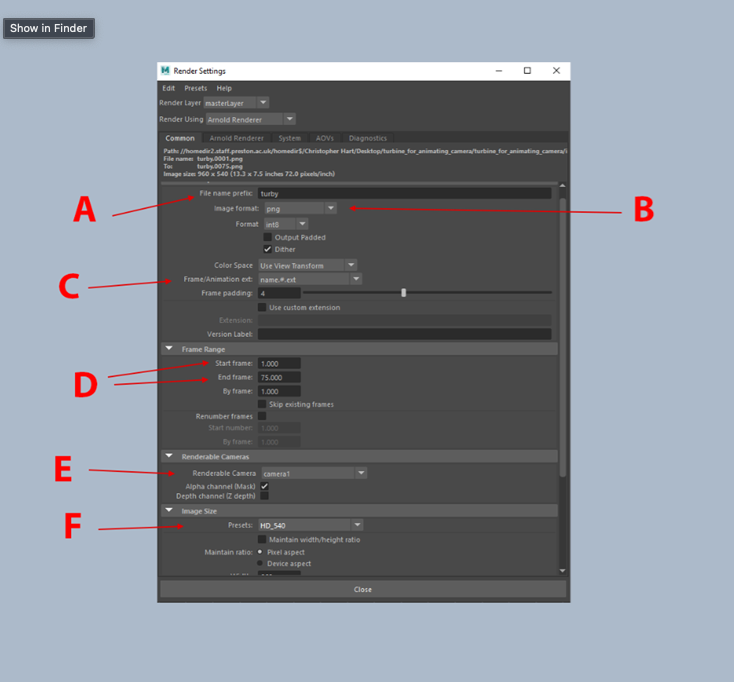 Show in Finder
Render Settings
Edit Presets Help
Render Layer masterLayer
Render Using Arnold Renderer
Common Arnold Renderer System AOVs Diagnostics
Path: //homedir2.staff.preston.ac.uk/homedir$/Christopher Hart/Desktop/turbine_for_animating_camera/turbine_for_animating_camera/
File name: turby.0001.png
To: turby.0075.png
Image size: 960 x 540 (13.3 x 7.5 inches 72.0 pixels/inch)
A File name prefix: turby
Image format: png B
Format int8
Output Padded
Dither
Color Space Use View Transform
C Frame/Animation ext: name.#.ext
Frame padding: 4
Use custom extension
Extension:
Version Label:
Frame Range
Start frame: 1.000
D End frame: 75.000
By frame: 1.000
Skip existing frames
Renumber frames
Start number: 1.000
By frame: 1.000
Renderable Cameras
E Renderable Camera camera1
Alpha channel (Mask)
Depth channel (Z depth)
Image Size
F Presets: HD_540
Maintain width/height ratio
Maintain ratio: Pixel aspect
Device aspect
Close